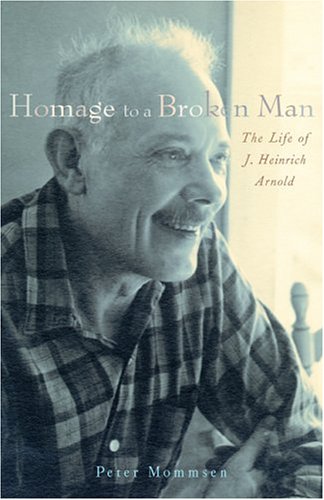 Homage to a Broken Man
The Life of
J. Heinrich
Arnold
Peter Mommsen